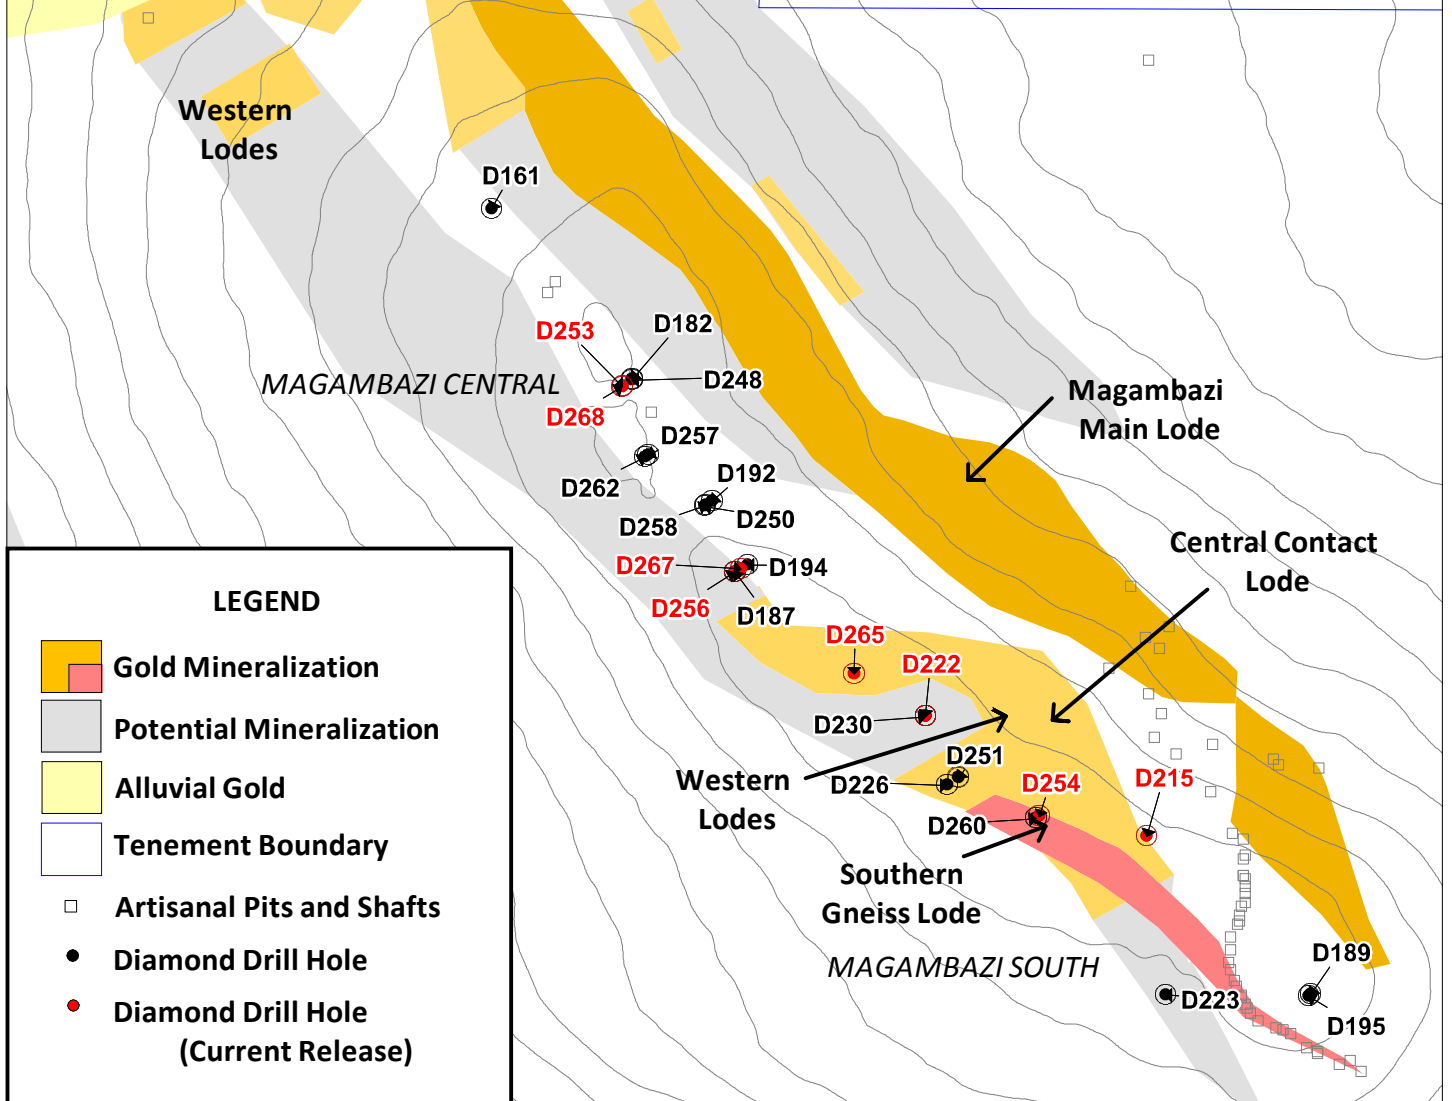 Western
Lodes
D161
D253
D182
MAGAMBAZI CENTRAL
D248
D268
Magambazi
Main Lode
D257
D262
D192
D258
D250
Central Contact
Lode
D267
D194
D256
D187
D265
D222
D230
D251
Western
Lodes
D226
D254
D215
D260
Southern
Gneiss Lode
MAGAMBAZI SOUTH
D189
D223
D195
LEGEND
Gold Mineralization
Potential Mineralization
Alluvial Gold
Tenement Boundary
Artisanal Pits and Shafts
Diamond Drill Hole
Diamond Drill Hole
(Current Release)